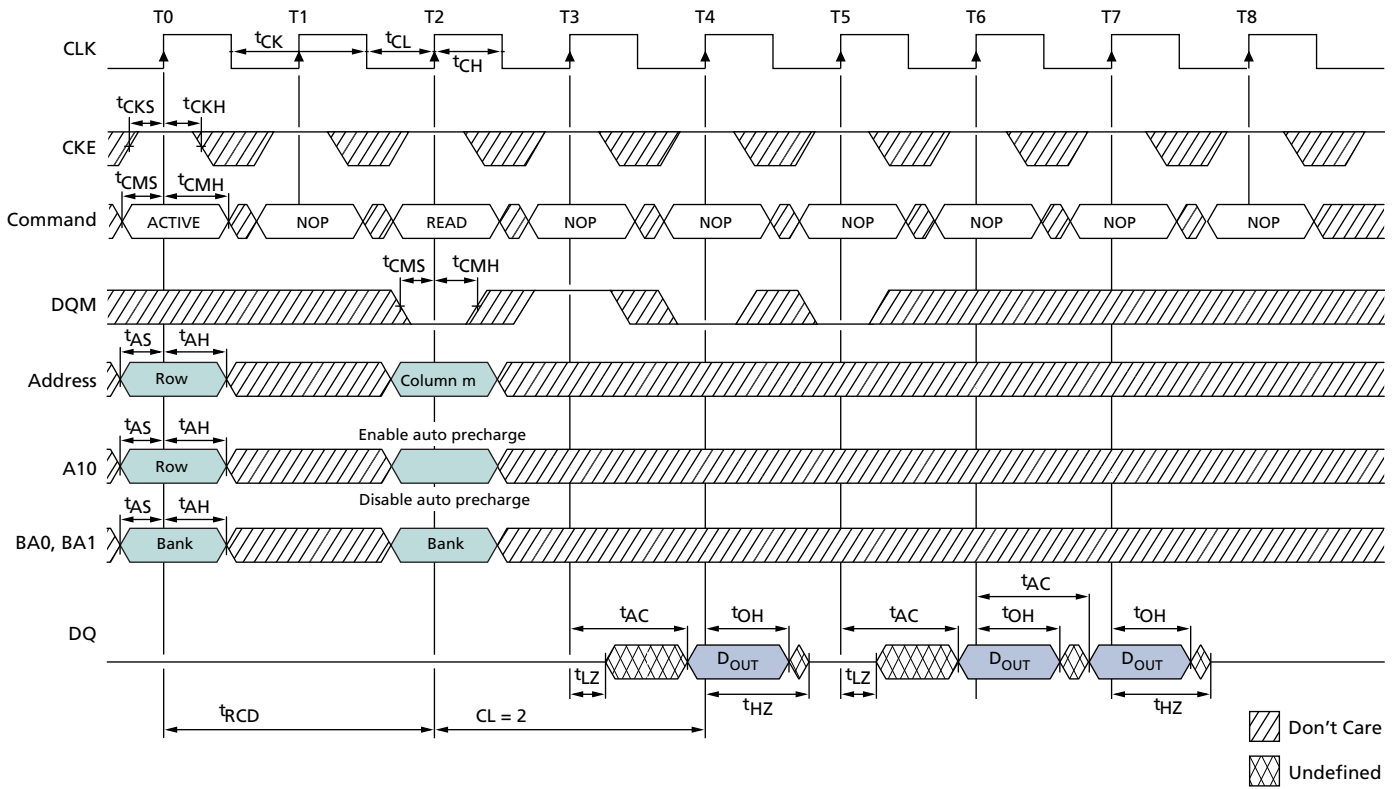 T0 T1 T2 T3 T4 T5 T6 T7 T8
CLK
tCK tCL
tCH
tCKS tCKH
CKE
tCMS tCMH
Command ACTIVE NOP READ NOP NOP NOP NOP NOP NOP
tCMS tCMH
DQM
tAS tAH
Address Row Column m
tAS tAH Enable auto precharge
A10 Row
Disable auto precharge
tAS tAH
BA0, BA1 Bank Bank
tAC
tAC tOH tAC tOH tOH
DQ
DOUT DOUT DOUT
tLZ tLZ
tHZ tHZ
tRCD CL = 2
Don't Care
Undefined